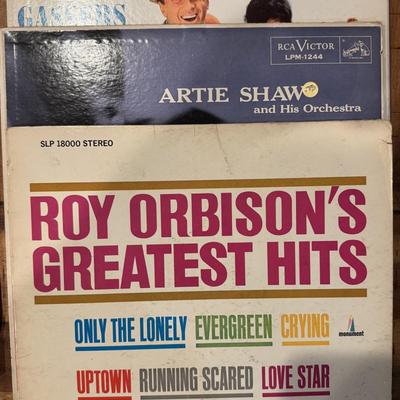 RCA VICTOR
LPM-1244
ARTIE SHAW
and His Orchestra
SLP 18000 STEREO
ROY ORBISON'S
GREATEST HITS
ONLY THE LONELY EVERGREEN CRYING
monument
UPTOWN RUNNING SCARED LOVE STAR